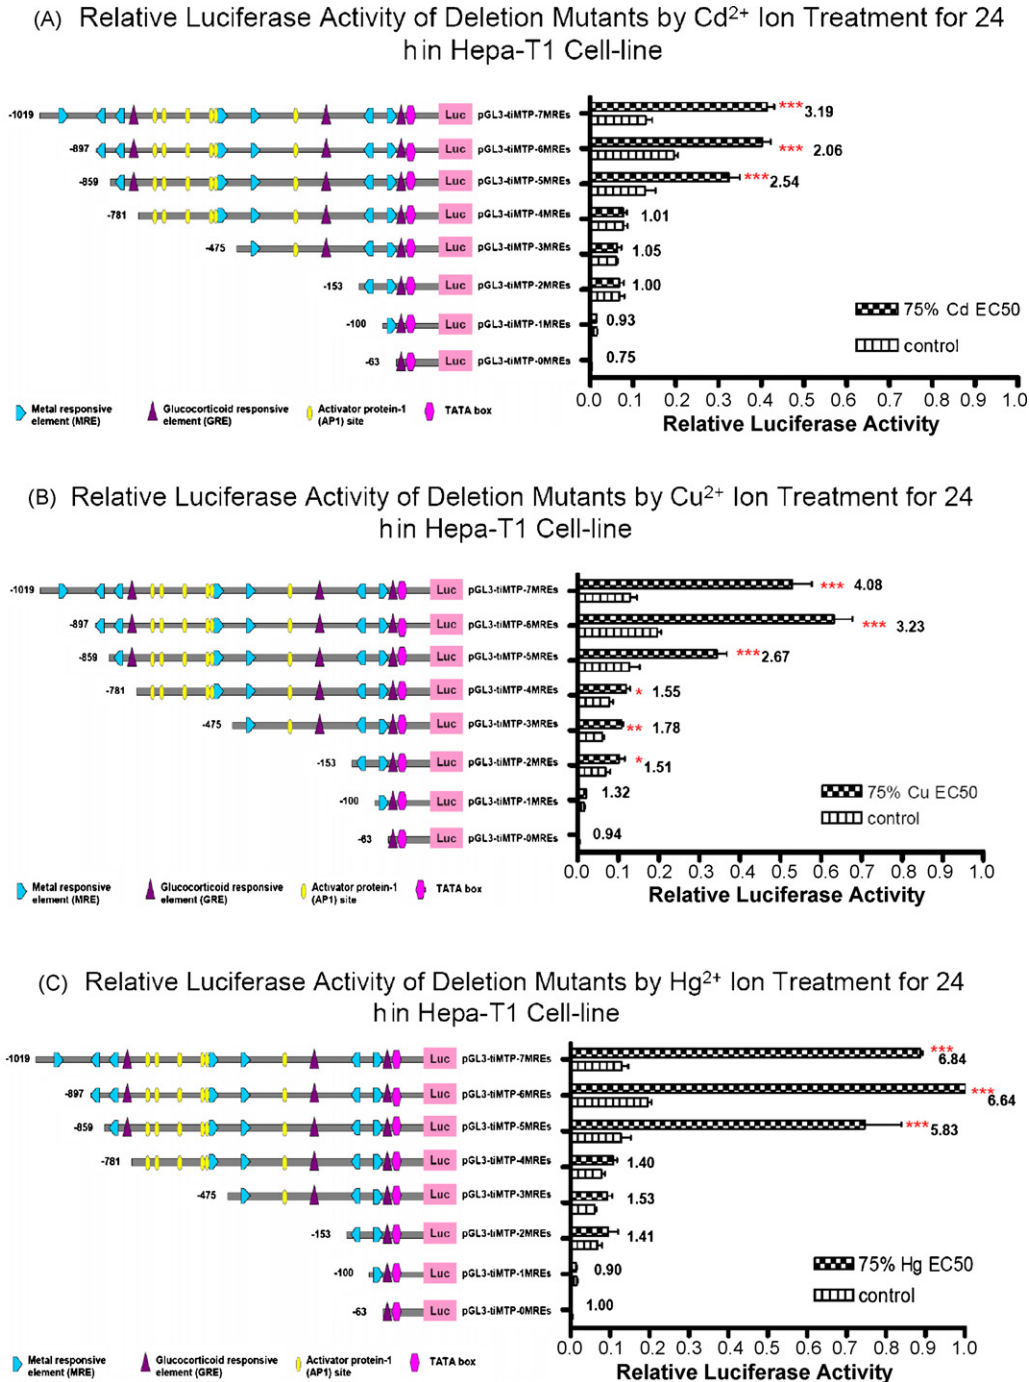 (A) Relative Luciferase Activity of Deletion Mutants by Cd2+ Ion Treatment for 24
h in Hepa-T1 Cell-line
-1019 Luc pGL3-tiMTP-7MREs *** 3.19
-897 Luc pGL3-tiMTP-6MREs *** 2.06
-859 Luc pGL3-tiMTP-5MREs *** 2.54
-781 Luc pGL3-tiMTP-4MREs 1.01
-475 Luc pGL3-tiMTP-3MREs 1.05
-153 Luc pGL3-tiMTP-2MREs 1.00
-100 Luc pGL3-tiMTP-1MREs 0.93
-63 Luc pGL3-tiMTP-0MREs 0.75
75% Cd EC50
control
0.0 0.1 0.2 0.3 0.4 0.5 0.6 0.7 0.8 0.9 1.0
Relative Luciferase Activity
Metal responsive
element (MRE)
Glucocorticoid responsive
element (GRE)
Activator protein-1
(AP1) site
TATA box
(B) Relative Luciferase Activity of Deletion Mutants by Cu2+ Ion Treatment for 24
h in Hepa-T1 Cell-line
-1019 Luc pGL3-tiMTP-7MREs *** 4.08
-897 Luc pGL3-tiMTP-6MREs *** 3.23
-859 Luc pGL3-tiMTP-5MREs *** 2.67
-781 Luc pGL3-tiMTP-4MREs * 1.55
-475 Luc pGL3-tiMTP-3MREs ** 1.78
-153 Luc pGL3-tiMTP-2MREs * 1.51
-100 Luc pGL3-tiMTP-1MREs 1.32
-63 Luc pGL3-tiMTP-0MREs 0.94
75% Cu EC50
control
0.0 0.1 0.2 0.3 0.4 0.5 0.6 0.7 0.8 0.9 1.0
Relative Luciferase Activity
Metal responsive
element (MRE)
Glucocorticoid responsive
element (GRE)
Activator protein-1
(AP1) site
TATA box
(C) Relative Luciferase Activity of Deletion Mutants by Hg2+ Ion Treatment for 24
h in Hepa-T1 Cell-line
-1019 Luc pGL3-tiMTP-7MREs *** 6.84
-897 Luc pGL3-tiMTP-6MREs *** 6.64
-859 Luc pGL3-tiMTP-5MREs *** 5.83
-781 Luc pGL3-tiMTP-4MREs 1.40
-475 Luc pGL3-tiMTP-3MREs 1.53
-153 Luc pGL3-tiMTP-2MREs 1.41
-100 Luc pGL3-tiMTP-1MREs 0.90
-63 Luc pGL3-tiMTP-0MREs 1.00
75% Hg EC50
control
0.0 0.1 0.2 0.3 0.4 0.5 0.6 0.7 0.8 0.9 1.0
Relative Luciferase Activity
Metal responsive
element (MRE)
Glucocorticoid responsive
element (GRE)
Activator protein-1
(AP1) site
TATA box